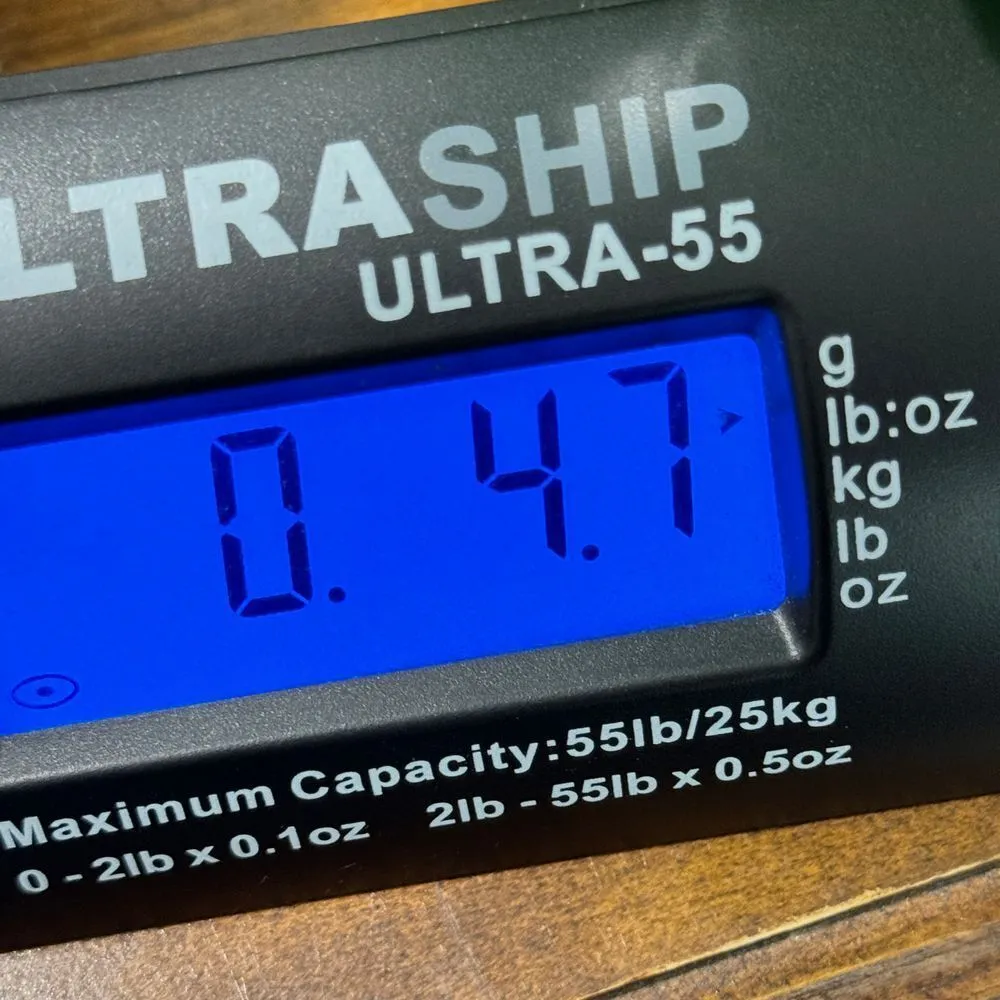 LTRASHIP
ULTRA-55
0. 4.7
g
lb:oz
kg
lb
oz
Maximum Capacity:55lb/25kg
0 - 2lb x 0.1oz 2lb - 55lb x 0.5oz